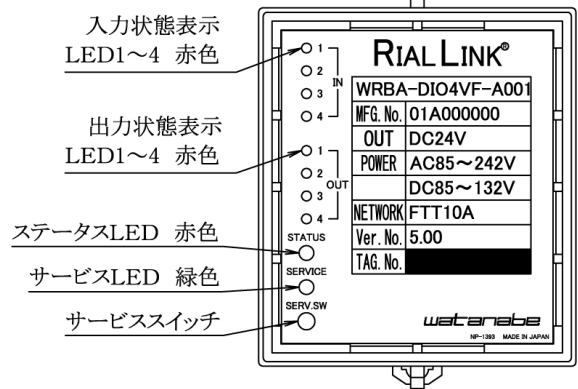 入力状態表示
LED1～4 赤色
出力状態表示
LED1～4 赤色
ステータスLED 赤色
サービスLED 緑色
サービススイッチ
1
2
3
4
IN
1
2
3
4
OUT
STATUS
SERVICE
SERV.SW
RIAL LINK®
WRBA-DIO4VF-A001
MFG. No. 01A000000
OUT DC24V
POWER AC85～242V
DC85～132V
NETWORK FTT10A
Ver. No. 5.00
TAG. No.
watanabe
NP-1393 MADE IN JAPAN